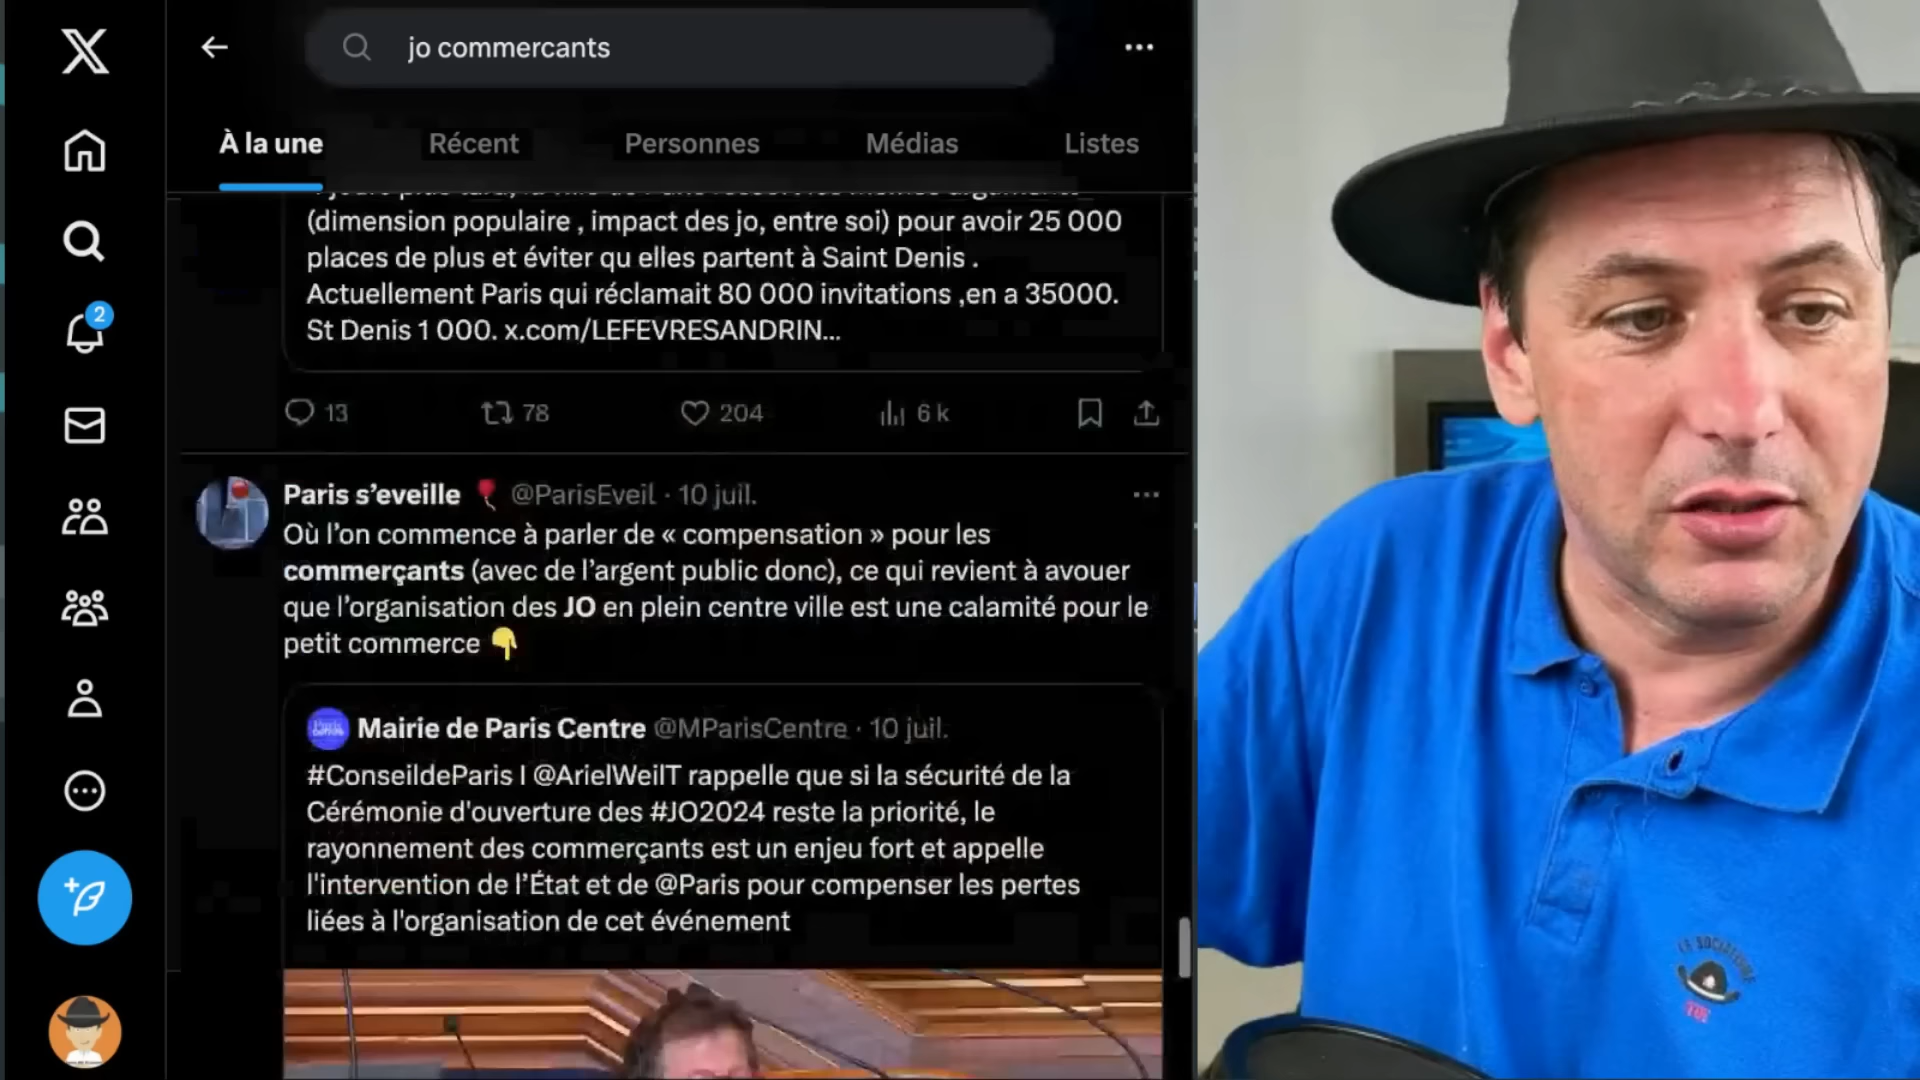 jo commercants
À la une
Récent
Personnes
Médias
Listes
(dimension populaire , impact des jo, entre soi) pour avoir 25 000
places de plus et éviter qu elles partent à Saint Denis .
Actuellement Paris qui réclamait 80 000 invitations ,en a 35000.
St Denis 1 000. x.com/LEFEVRESANDRIN...
13
78
204
6 k
2
Paris s’eveille @ParisEveil · 10 juil.
Où l’on commence à parler de « compensation » pour les
commerçants (avec de l’argent public donc), ce qui revient à avouer
que l’organisation des JO en plein centre ville est une calamité pour le
petit commerce
Mairie de Paris Centre @MParisCentre · 10 juil.
#ConseildeParis I @ArielWeilT rappelle que si la sécurité de la
Cérémonie d'ouverture des #JO2024 reste la priorité, le
rayonnement des commerçants est un enjeu fort et appelle
l'intervention de l’État et de @Paris pour compenser les pertes
liées à l'organisation de cet événement